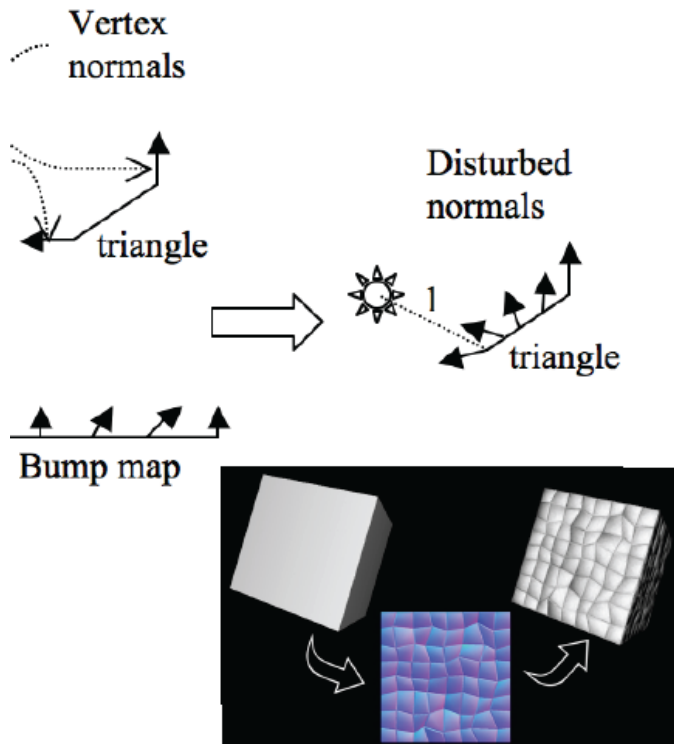 Vertex
normals
triangle
Disturbed
normals
l
triangle
Bump map